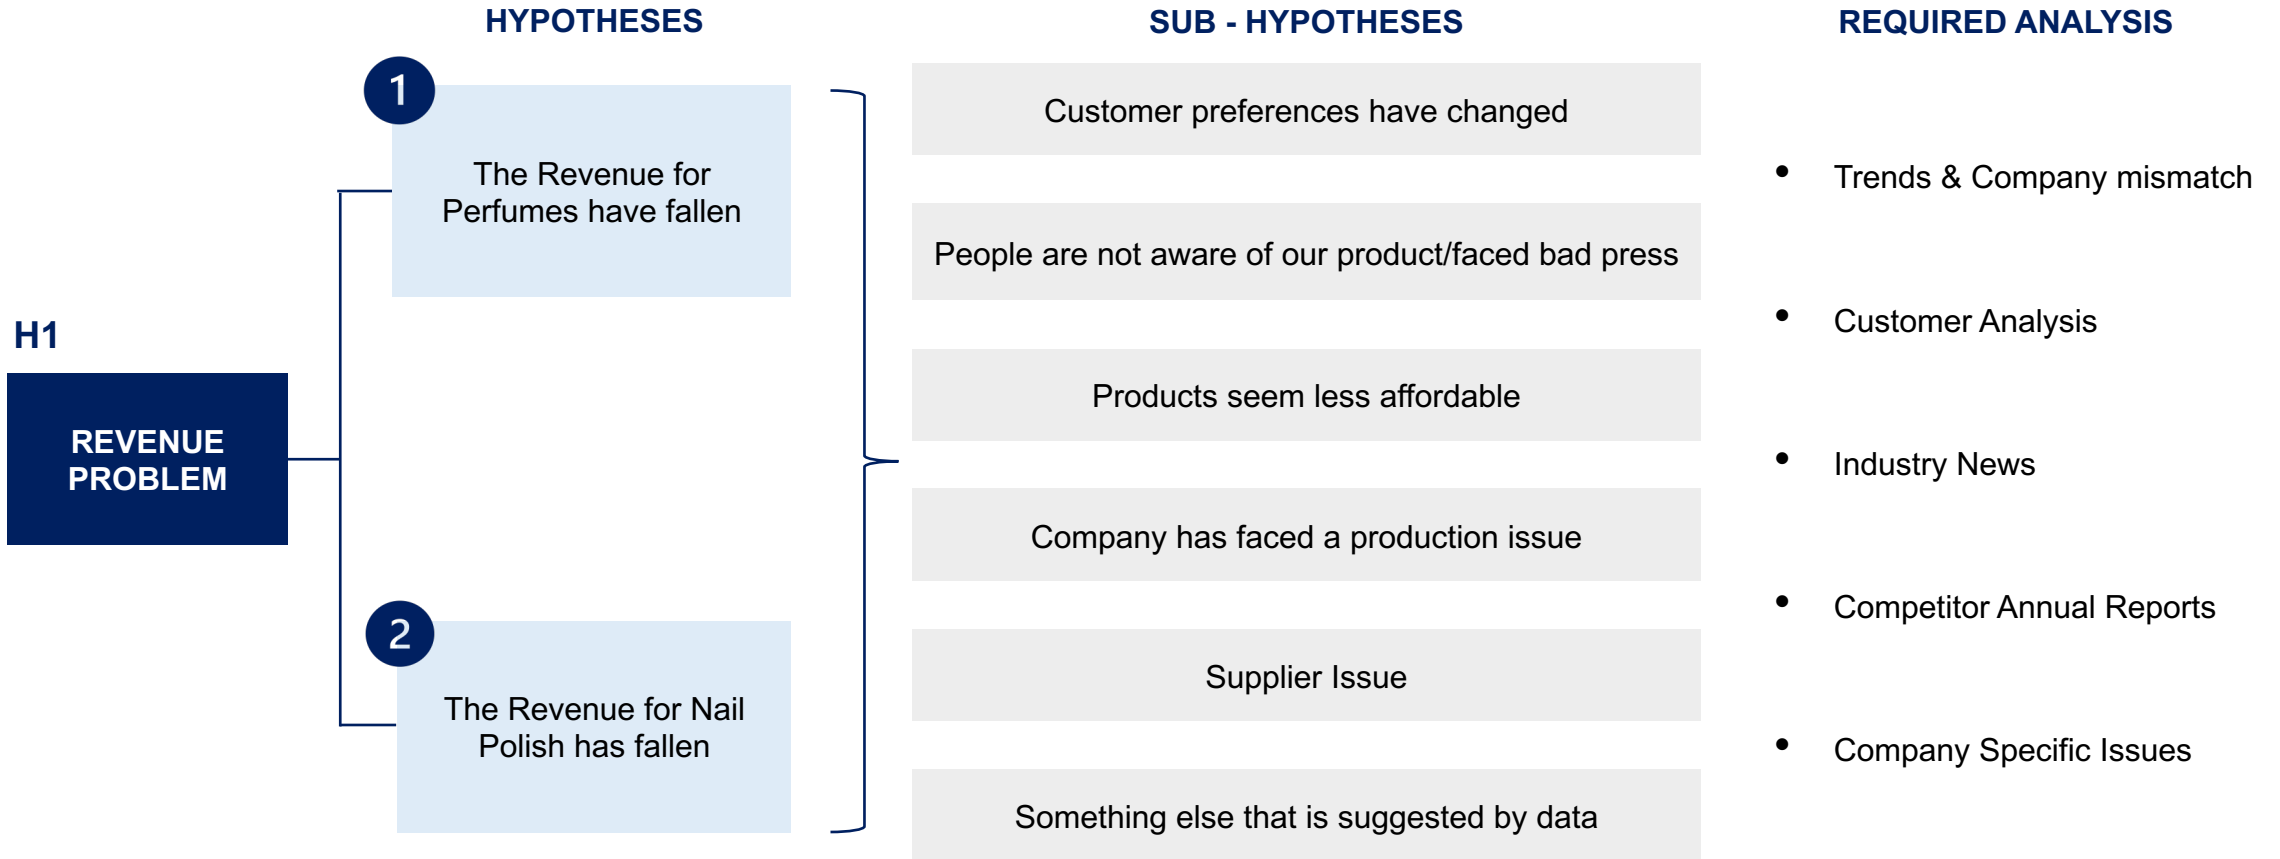 HYPOTHESES
SUB - HYPOTHESES
REQUIRED ANALYSIS
H1
REVENUE
PROBLEM
1
The Revenue for
Perfumes have fallen
2
The Revenue for Nail
Polish has fallen
Customer preferences have changed
People are not aware of our product/faced bad press
Products seem less affordable
Company has faced a production issue
Supplier Issue
Something else that is suggested by data
• Trends & Company mismatch
• Customer Analysis
• Industry News
• Competitor Annual Reports
• Company Specific Issues